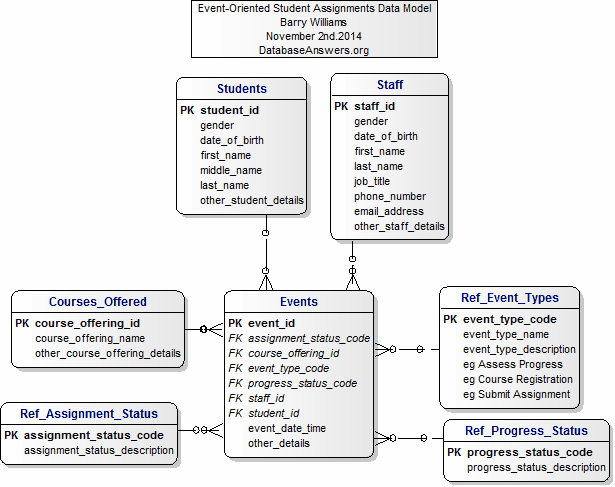 Event-Oriented Student Assignments Data Model
Barry Williams
November 2nd.2014
DatabaseAnswers.org
Students
PK student_id
gender
date_of_birth
first_name
middle_name
last_name
other_student_details
Staff
PK staff_id
gender
date_of_birth
first_name
last_name
job_title
phone_number
email_address
other_staff_details
Courses_Offered
PK course_offering_id
course_offering_name
other_course_offering_details
Events
PK event_id
FK assignment_status_code
FK course_offering_id
FK event_type_code
FK progress_status_code
FK staff_id
FK student_id
event_date_time
other_details
Ref_Event_Types
PK event_type_code
event_type_name
event_type_description
eg Assess Progress
eg Course Registration
eg Submit Assignment
Ref_Assignment_Status
PK assignment_status_code
assignment_status_description
Ref_Progress_Status
PK progress_status_code
progress_status_description